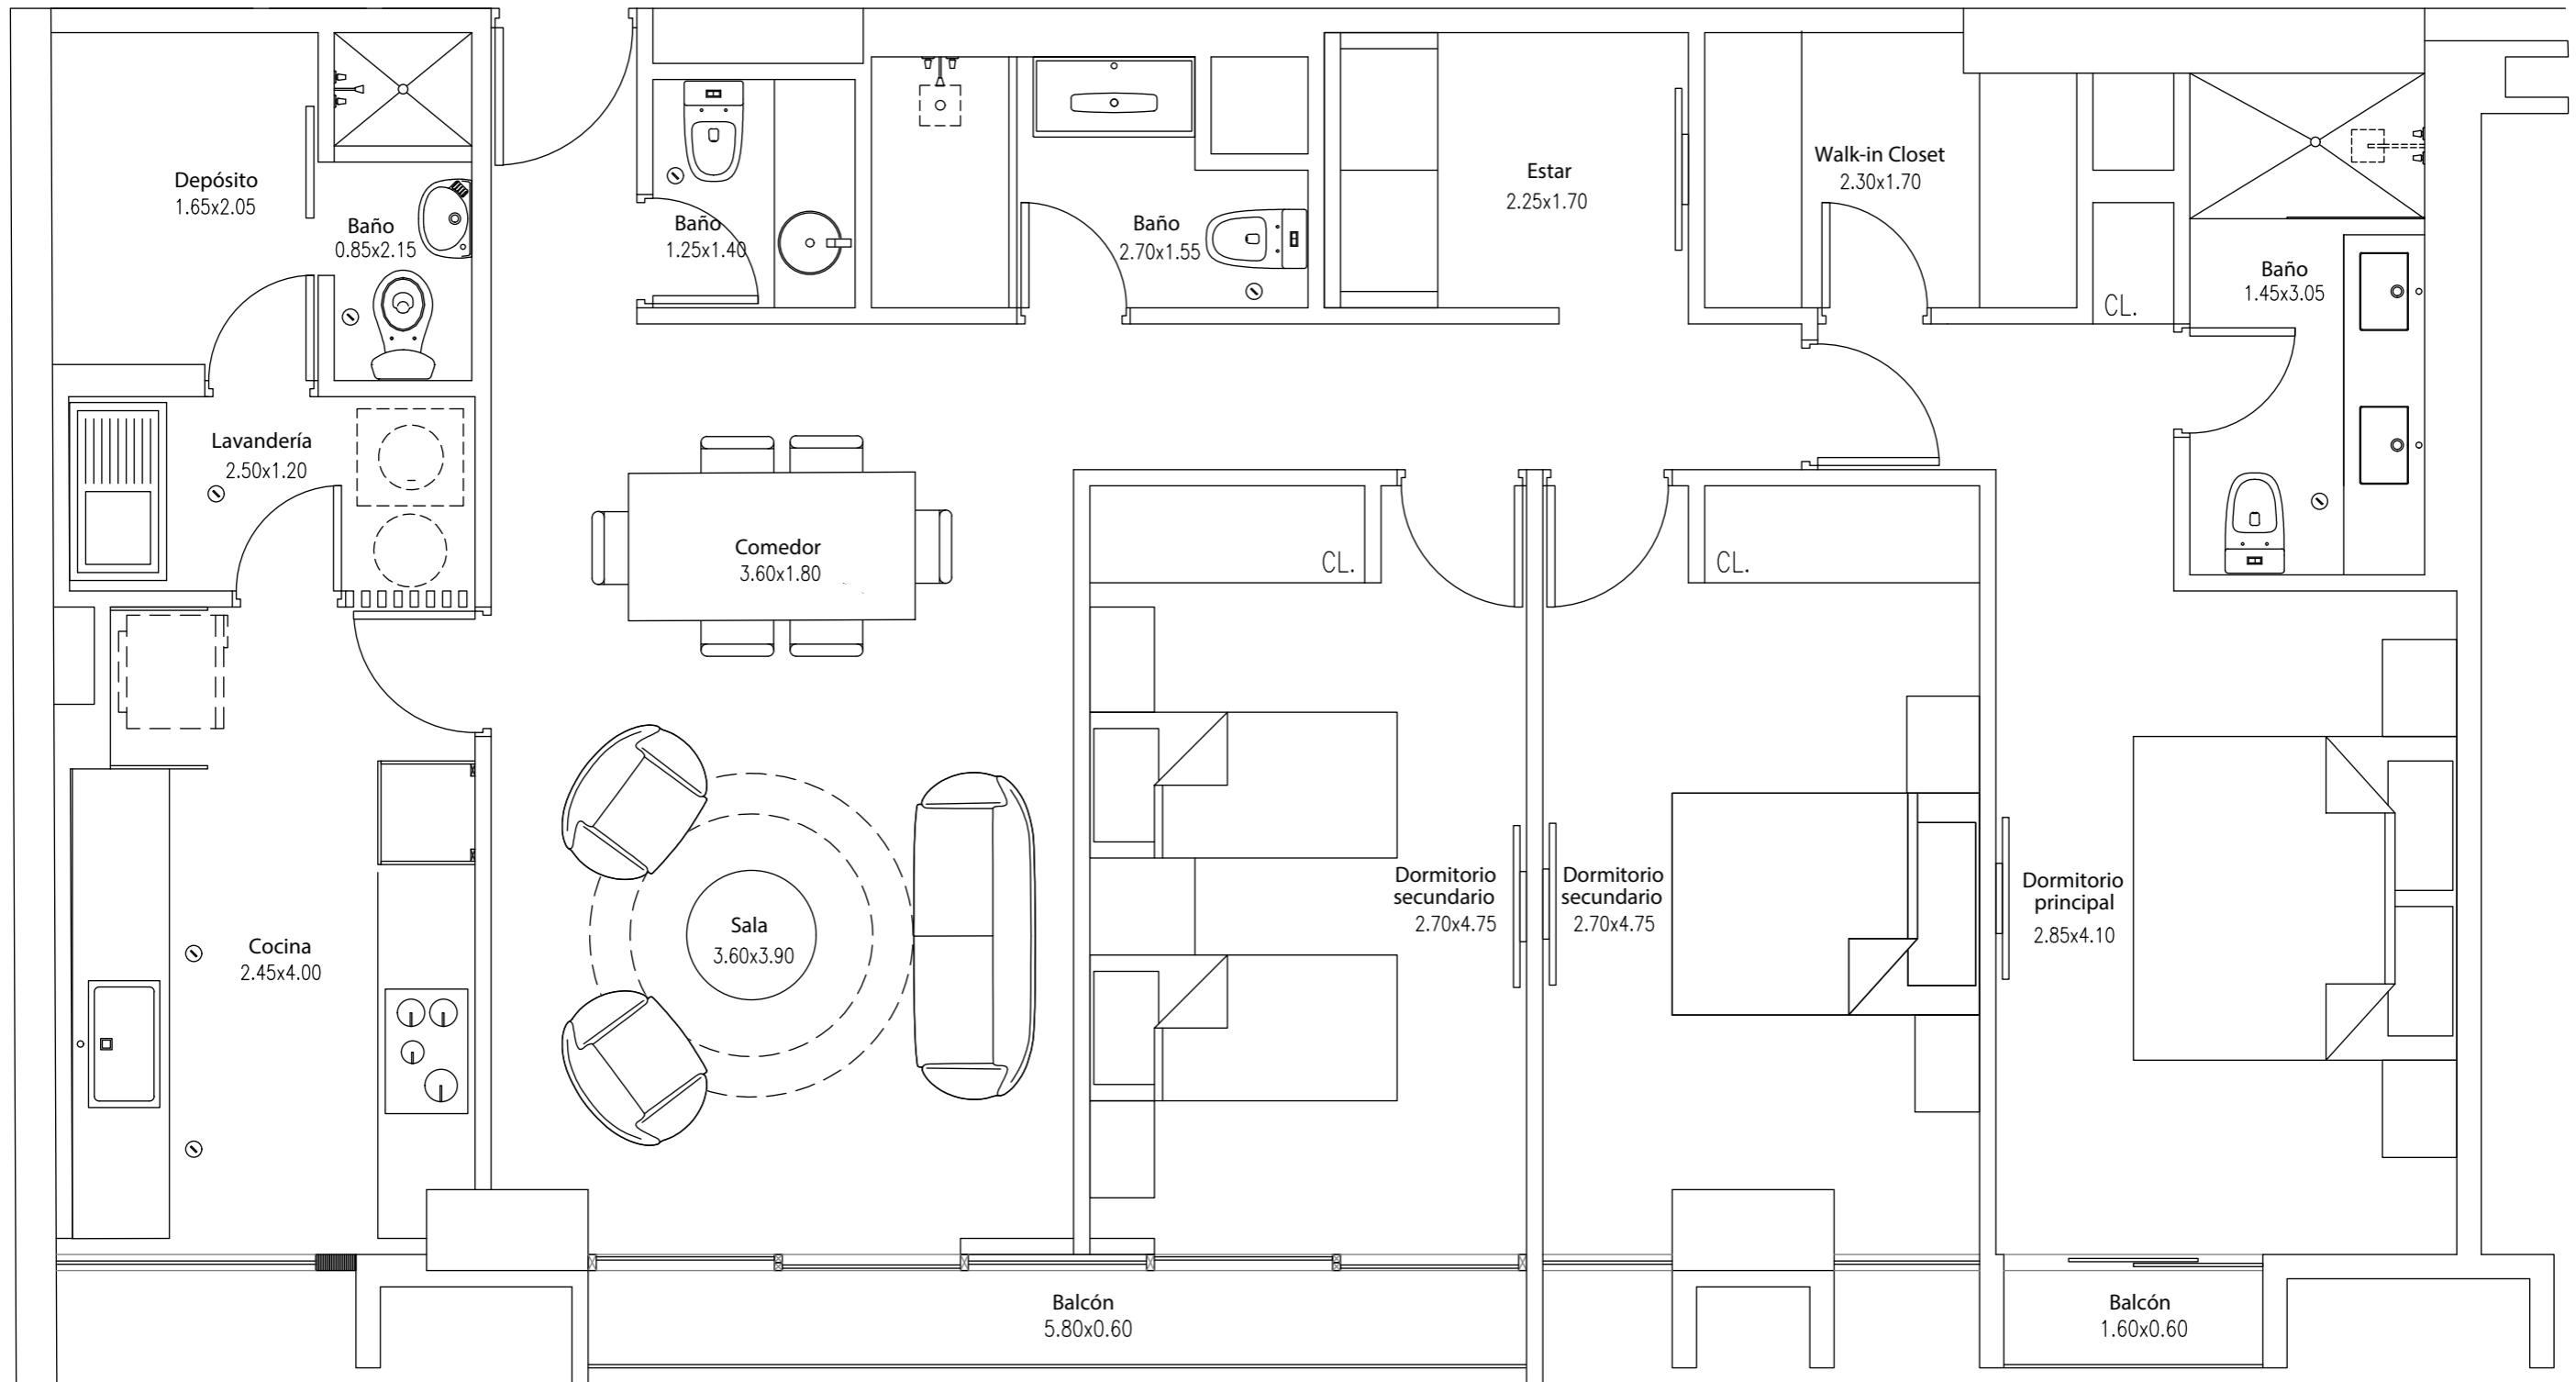 Depósito
1.65x2.05
Baño
0.85x2.15
Baño
1.25x1.40
Baño
2.70x1.55
Estar
2.25x1.70
Walk-in Closet
2.30x1.70
CL.
Baño
1.45x3.05
Lavandería
2.50x1.20
Comedor
3.60x1.80
CL.
CL.
Cocina
2.45x4.00
Sala
3.60x3.90
Dormitorio
secundario
2.70x4.75
Dormitorio
secundario
2.70x4.75
Dormitorio
principal
2.85x4.10
Balcón
5.80x0.60
Balcón
1.60x0.60